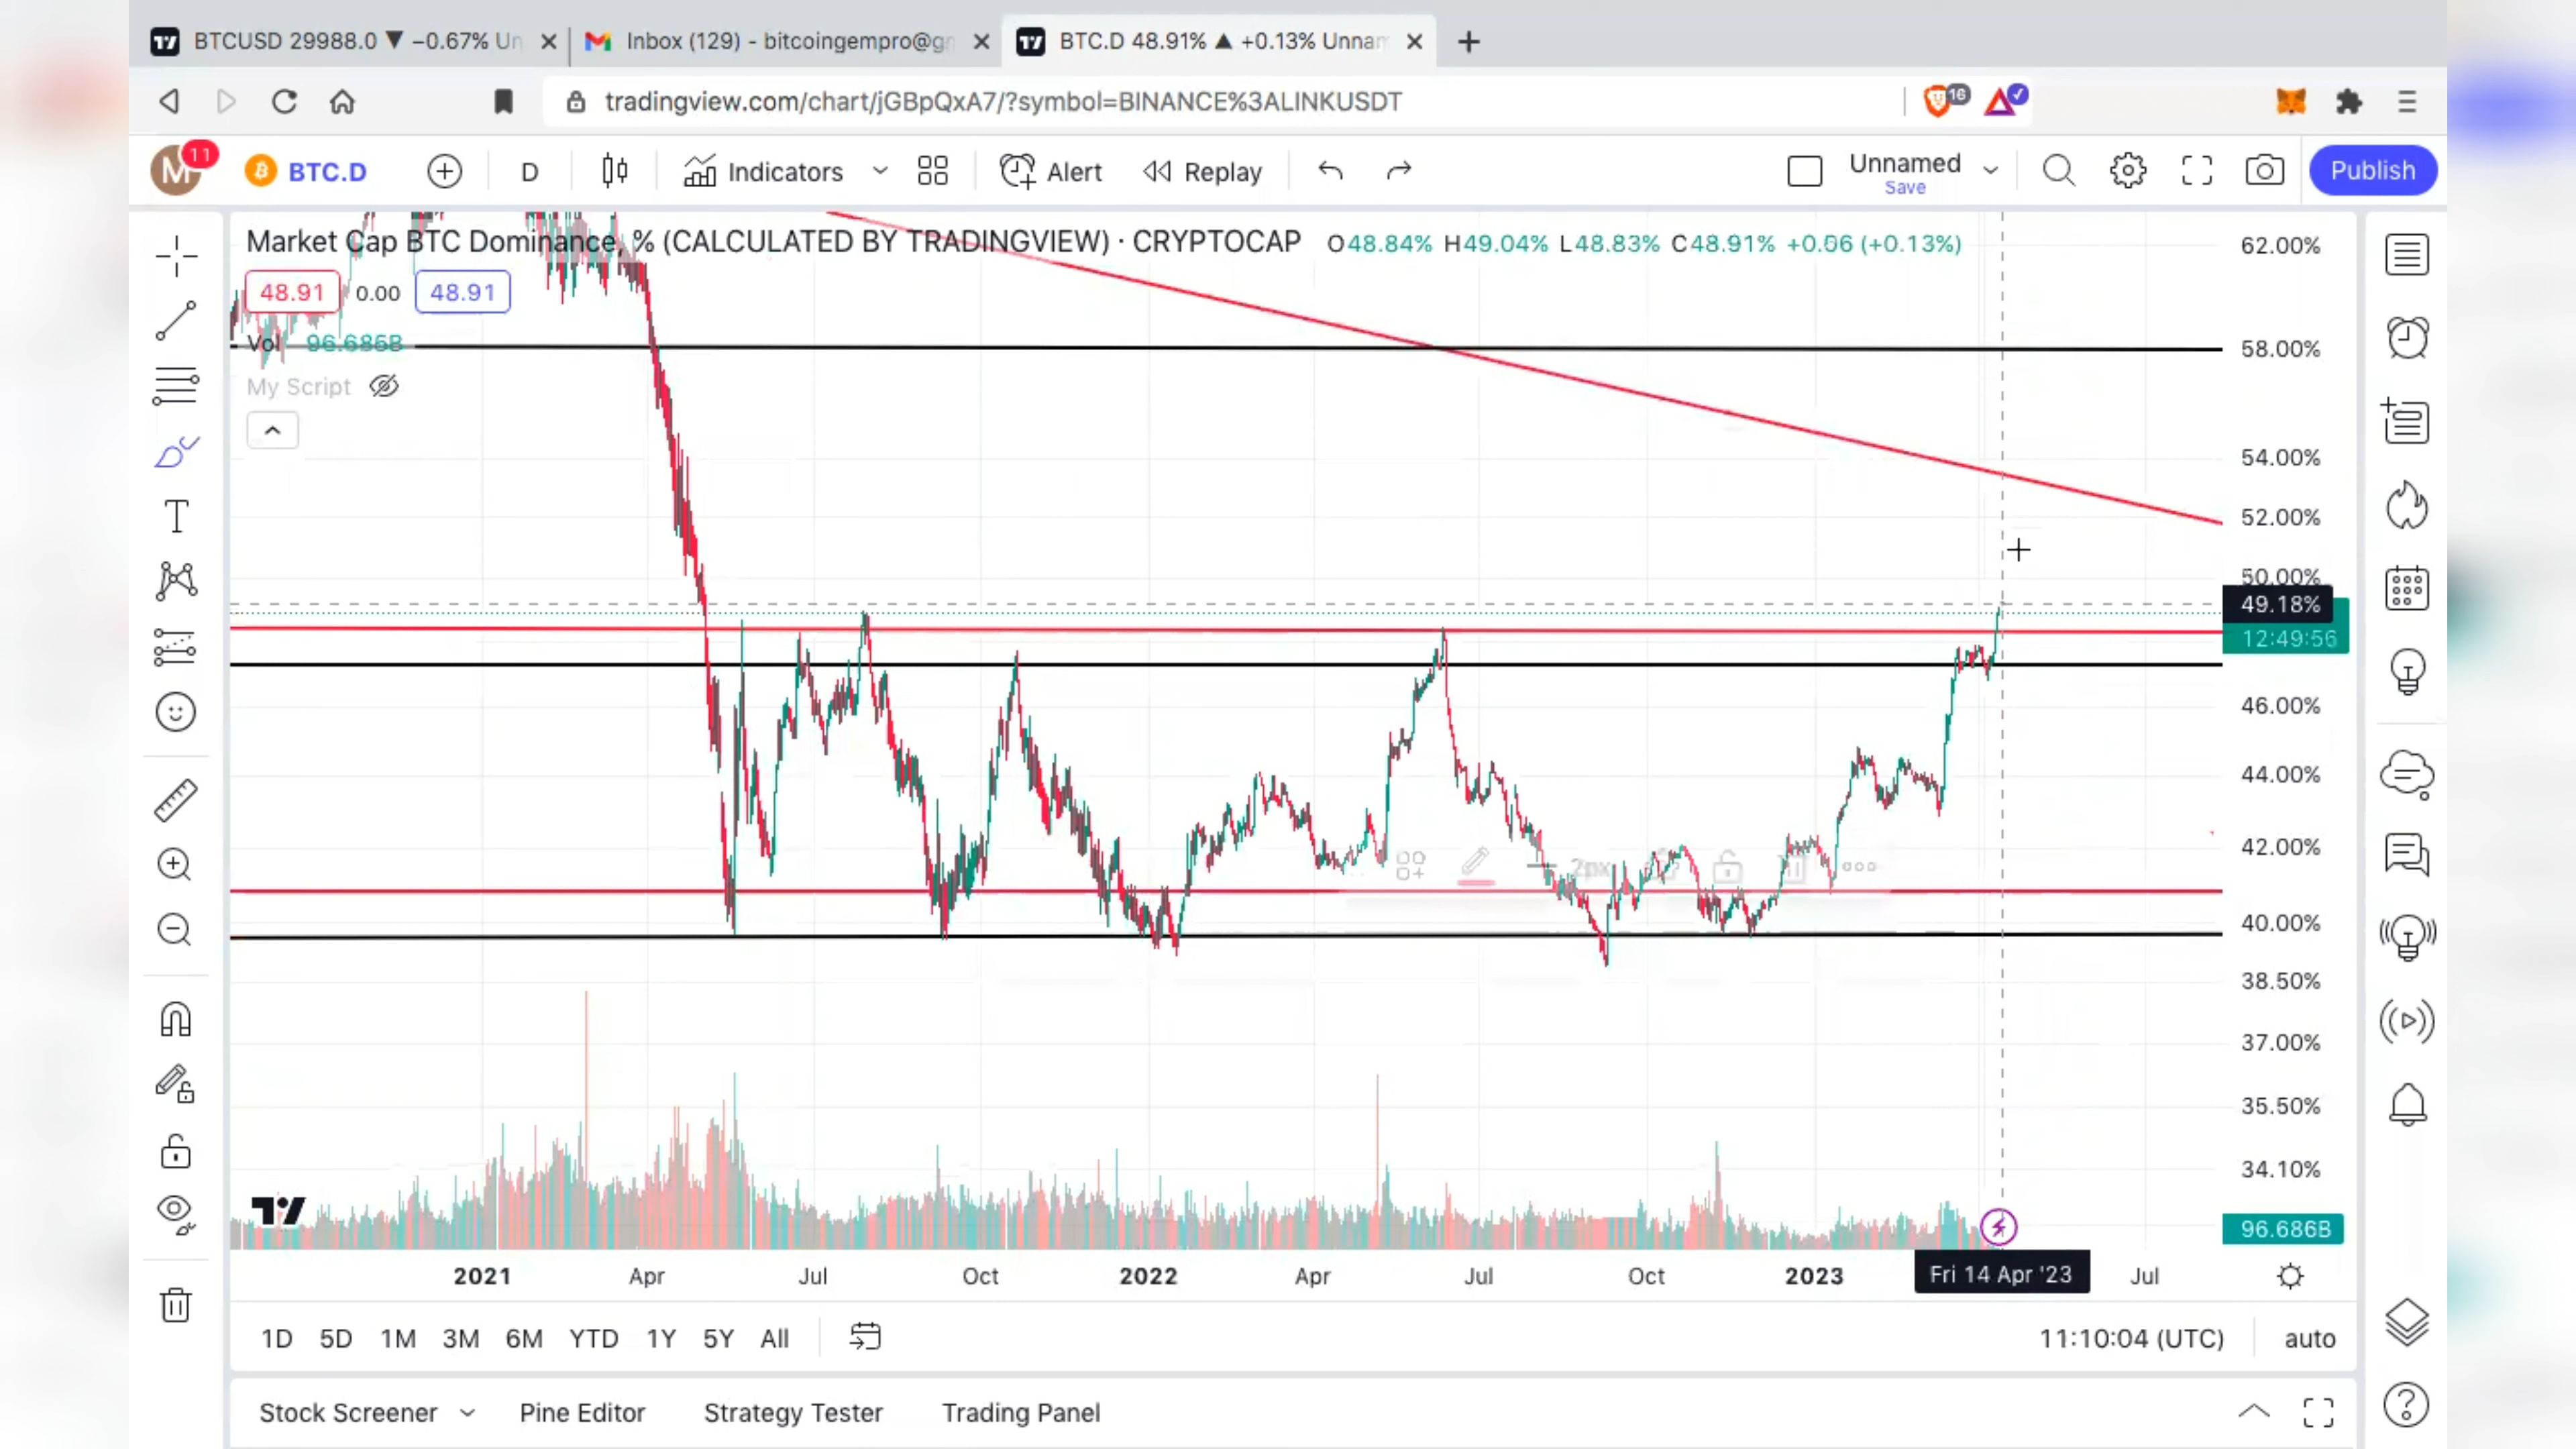 BTCUSD 29988.0 ▼ −0.67% Un
Inbox (129) - bitcoingempro@g
BTC.D 48.91% ▲ +0.13% Unnam
tradingview.com/chart/jGBpQxA7/?symbol=BINANCE%3ALINKUSDT
16
M
11
BTC.D
D
Indicators
Alert
Replay
Unnamed
Save
Publish
Market Cap BTC Dominance, % (CALCULATED BY TRADINGVIEW) · CRYPTOCAP O48.84% H49.04% L48.83% C48.91% +0.06 (+0.13%)
48.91 0.00 48.91
Vol 96.686B
My Script
62.00%
58.00%
54.00%
52.00%
50.00%
49.18%
12:49:56
46.00%
44.00%
42.00%
2px
40.00%
38.50%
37.00%
35.50%
34.10%
96.686B
2021 Apr Jul Oct 2022 Apr Jul Oct 2023 Fri 14 Apr '23 Jul
1D 5D 1M 3M 6M YTD 1Y 5Y All
11:10:04 (UTC) auto
Stock Screener Pine Editor Strategy Tester Trading Panel